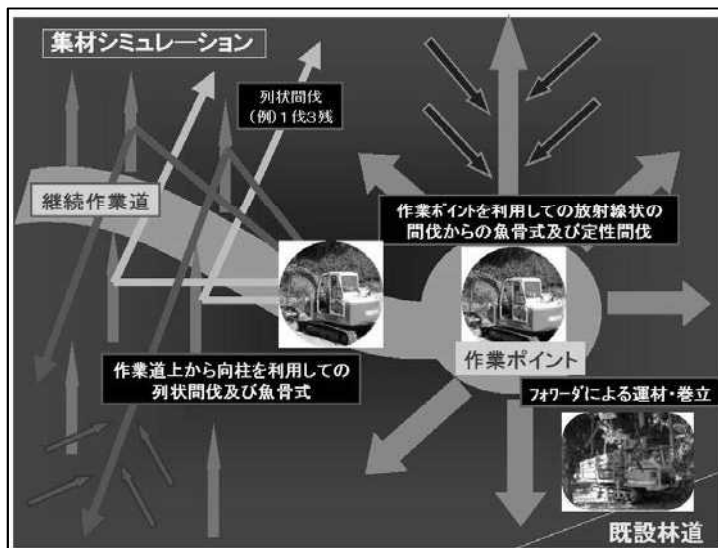 集材シミュレーション
列状間伐
(例)1伐3残
継続作業道
作業ポイントを利用しての放射線状の
間伐からの魚骨式及び定性間伐
作業ポイント
作業道上から向柱を利用しての
列状間伐及び魚骨式
フォワーダによる運材・巻立
既設林道